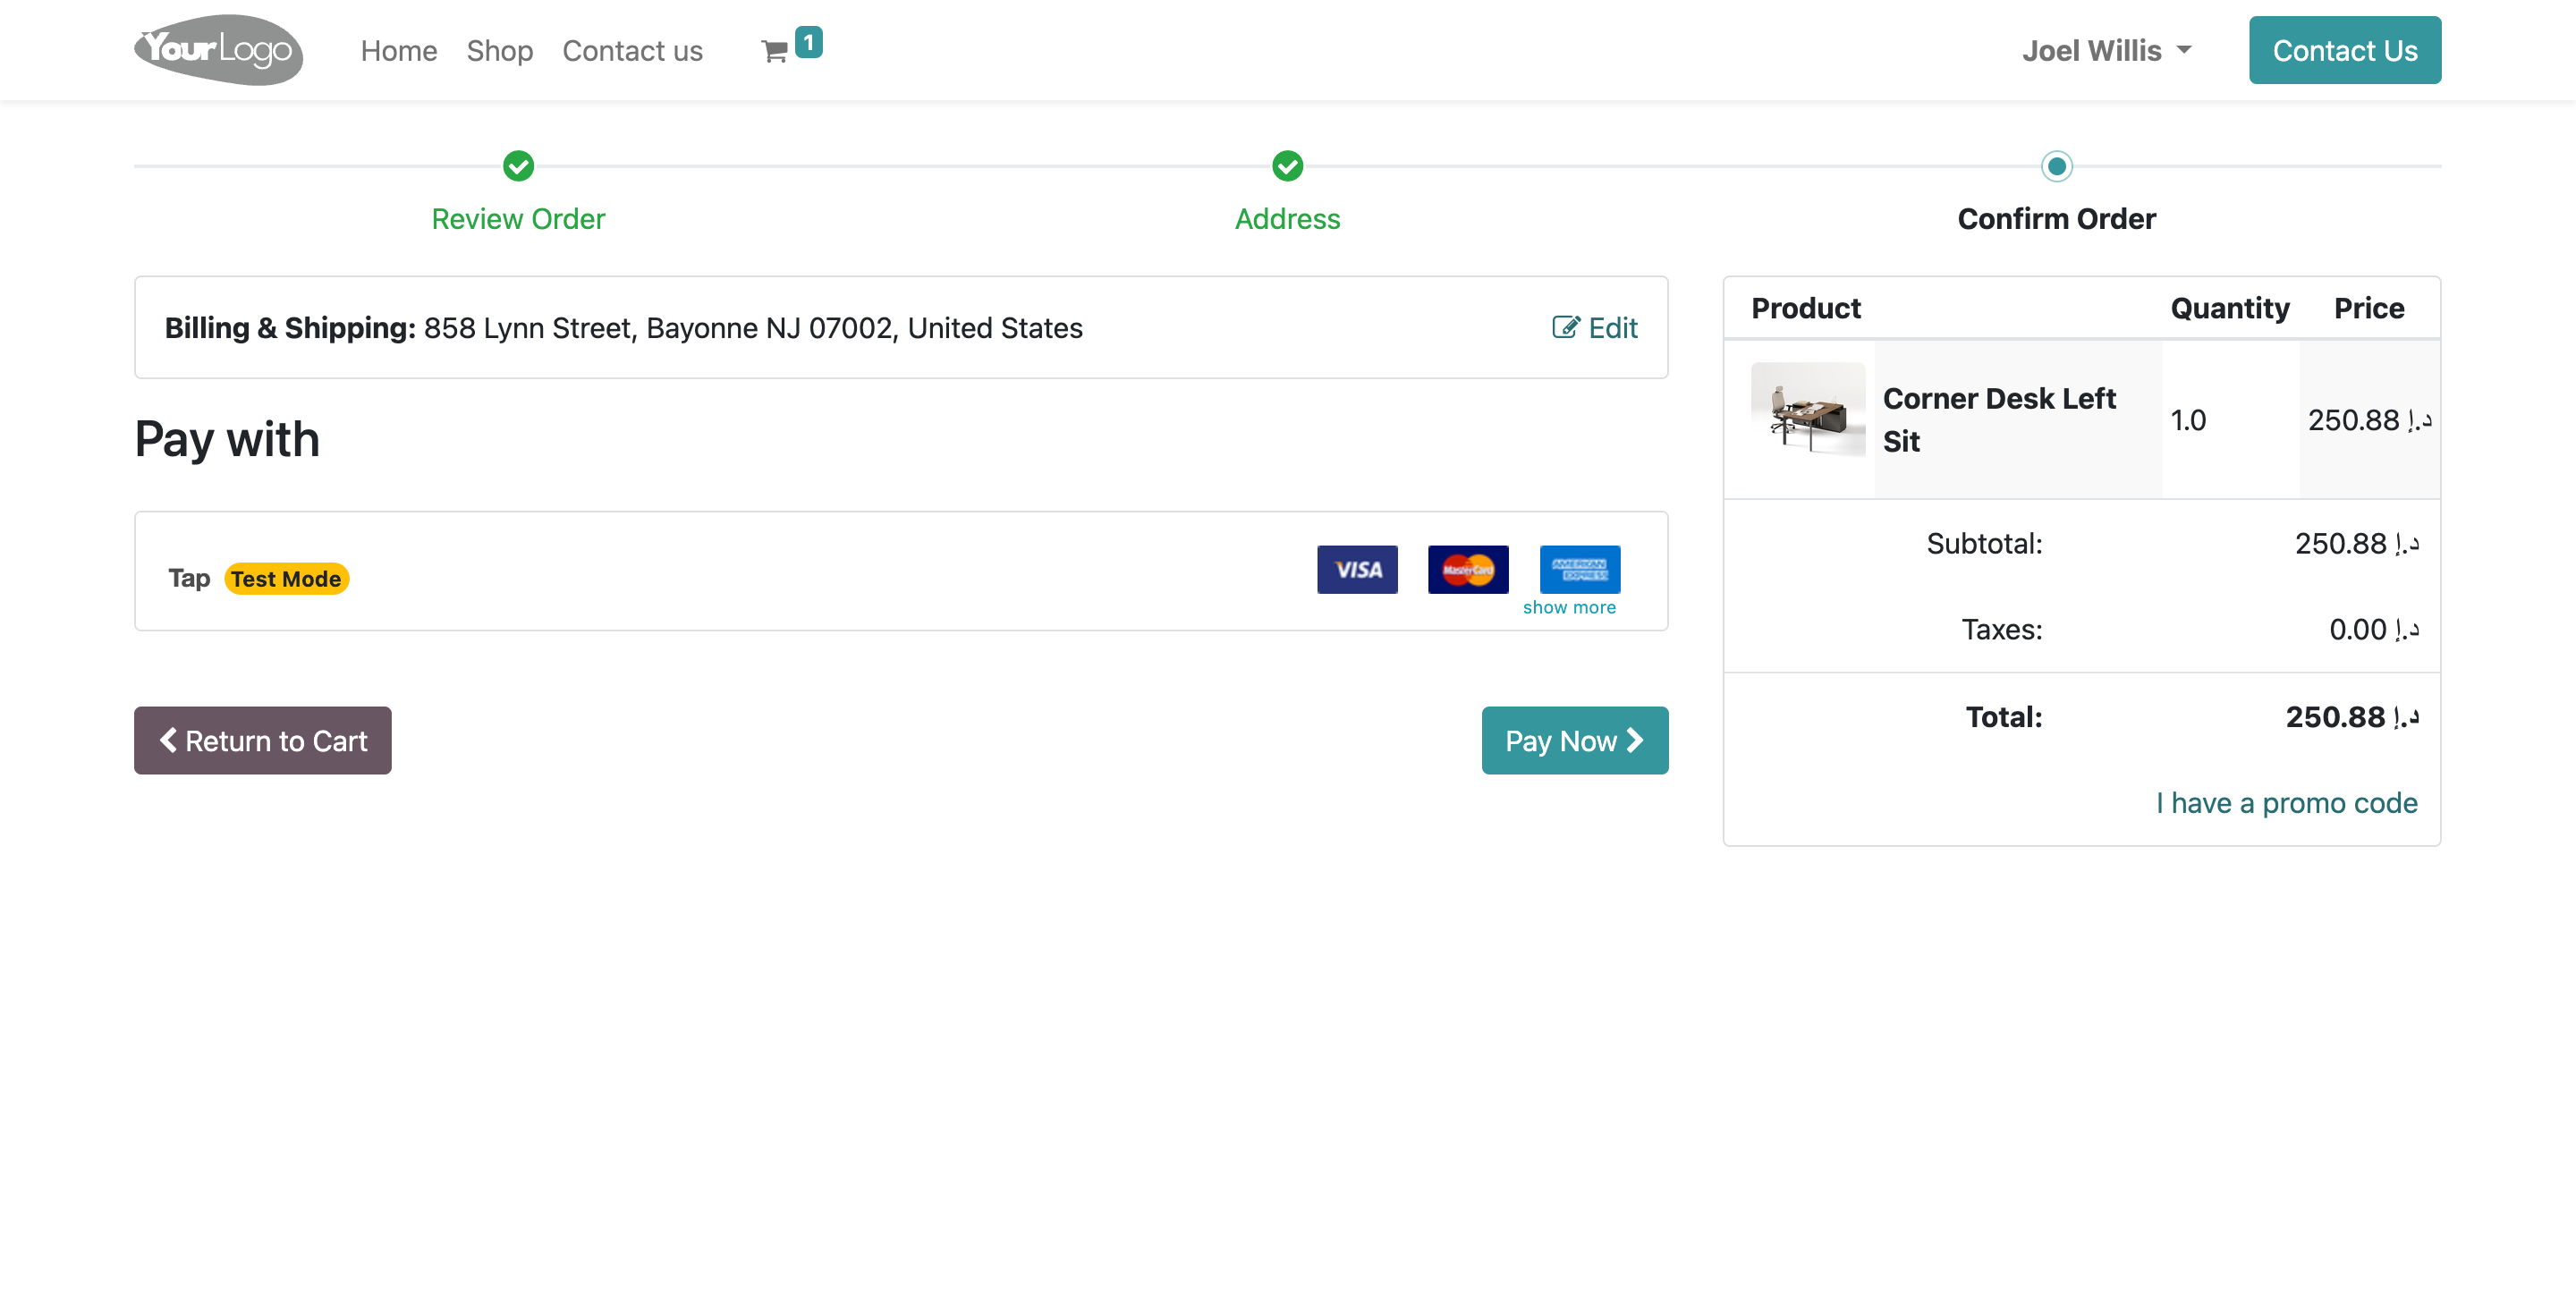 YourLogo
Home Shop Contact us 1
Joel Willis
Contact Us
Review Order
Address
Confirm Order
Billing & Shipping: 858 Lynn Street, Bayonne NJ 07002, United States
Edit
Pay with
Tap Test Mode
VISA MasterCard AMERICAN EXPRESS
show more
Return to Cart
Pay Now
Product Quantity Price
Corner Desk Left
Sit
1.0
250.88 د.إ
Subtotal: 250.88 د.إ
Taxes: 0.00 د.إ
Total: 250.88 د.إ
I have a promo code